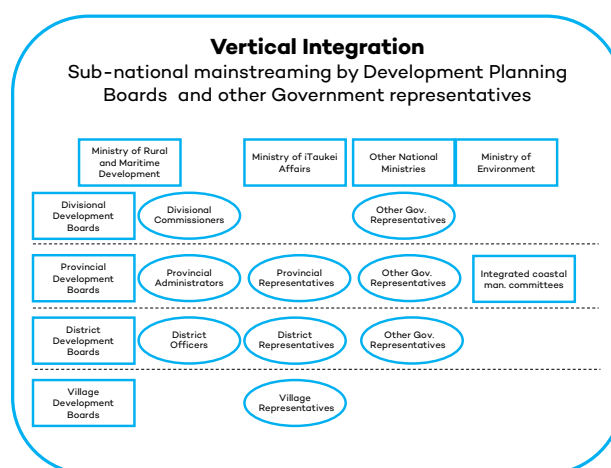 Vertical Integration
Sub-national mainstreaming by Development Planning
Boards and other Government representatives
Ministry of Rural
and Maritime
Development
Ministry of iTaukei
Affairs
Other National
Ministries
Ministry of
Environment
Divisional
Development
Boards
Divisional
Commissioners
Other Gov.
Representatives
Provincial
Development
Boards
Provincial
Administrators
Provincial
Representatives
Other Gov.
Representatives
Integrated coastal
man. committees
District
Development
Boards
District
Officers
District
Representatives
Other Gov.
Representatives
Village
Development
Boards
Village
Representatives